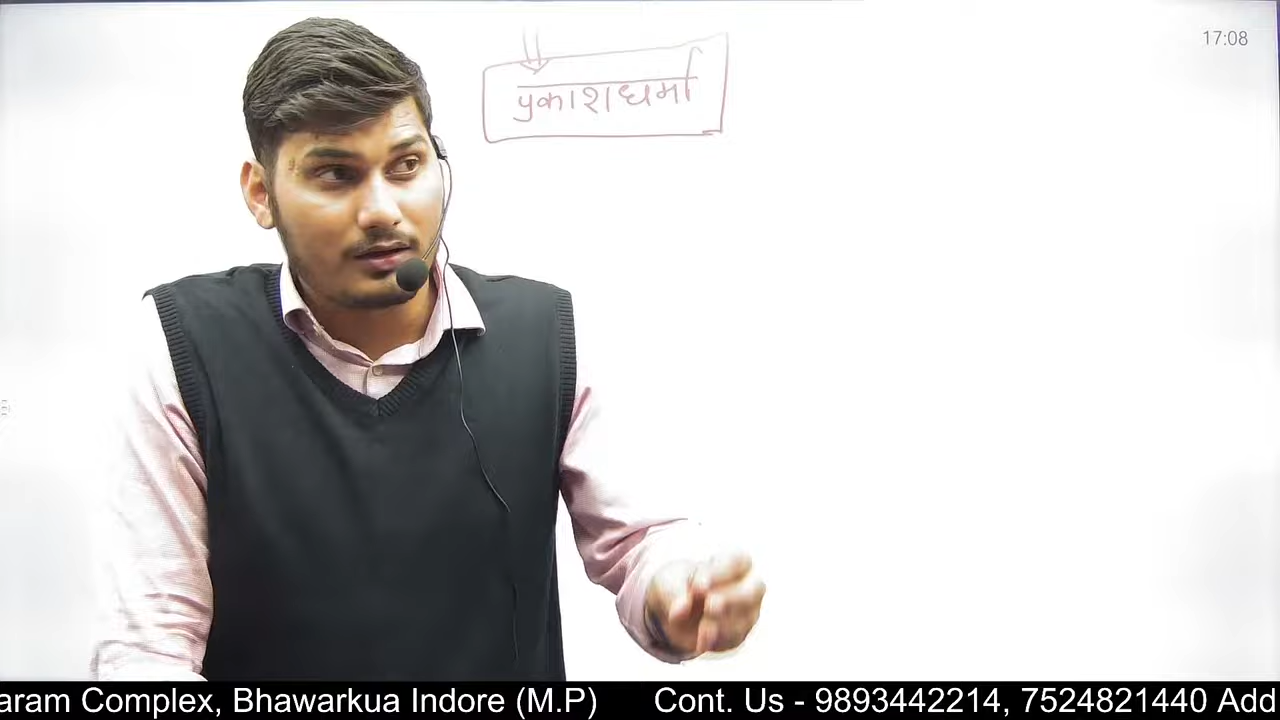 17:08
प्रकाशधर्मा
aram Complex, Bhawarkua Indore (M.P) Cont. Us - 9893442214, 7524821440 Add